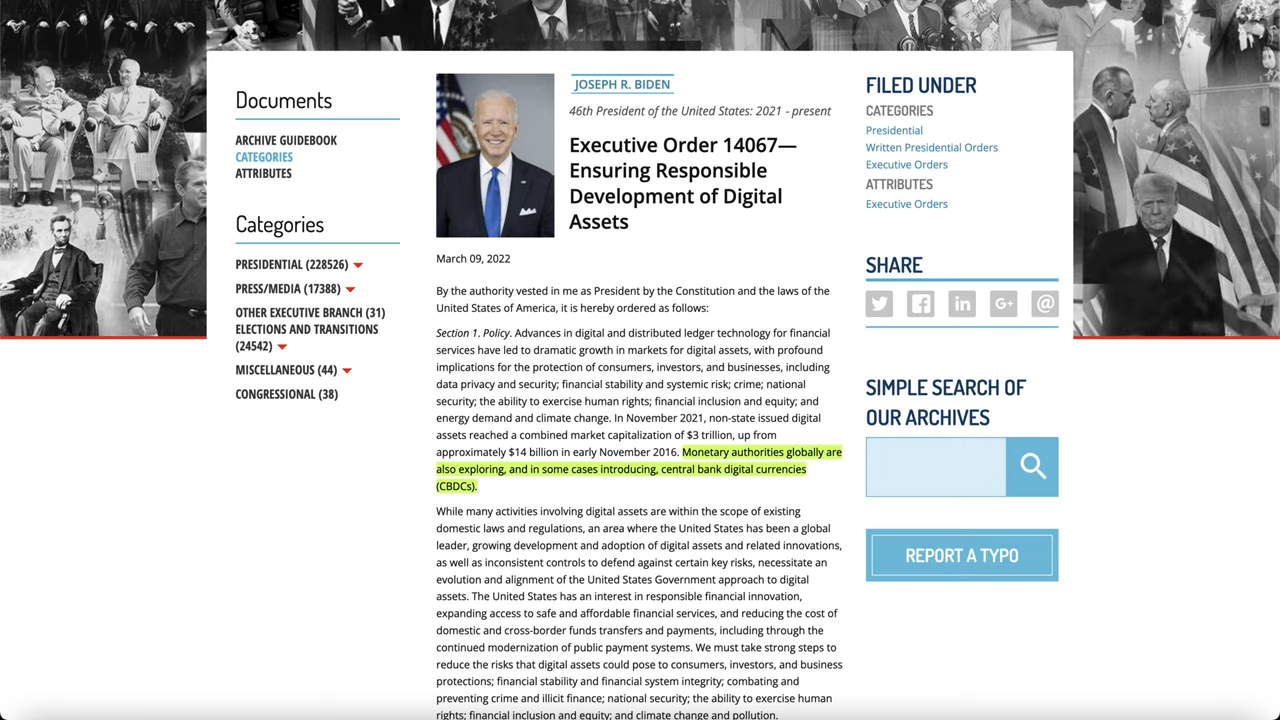 Documents
ARCHIVE GUIDEBOOK
CATEGORIES
ATTRIBUTES
Categories
PRESIDENTIAL (228526)
PRESS/MEDIA (17388)
OTHER EXECUTIVE BRANCH (31)
ELECTIONS AND TRANSITIONS
(24542)
MISCELLANEOUS (44)
CONGRESSIONAL (38)
JOSEPH R. BIDEN
46th President of the United States: 2021 - present
Executive Order 14067—
Ensuring Responsible
Development of Digital
Assets
March 09, 2022
By the authority vested in me as President by the Constitution and the laws of the
United States of America, it is hereby ordered as follows:
Section 1. Policy. Advances in digital and distributed ledger technology for financial
services have led to dramatic growth in markets for digital assets, with profound
implications for the protection of consumers, investors, and businesses, including
data privacy and security; financial stability and systemic risk; crime; national
security; the ability to exercise human rights; financial inclusion and equity; and
energy demand and climate change. In November 2021, non-state issued digital
assets reached a combined market capitalization of $3 trillion, up from
approximately $14 billion in early November 2016. Monetary authorities globally are
also exploring, and in some cases introducing, central bank digital currencies
(CBDCs).
While many activities involving digital assets are within the scope of existing
domestic laws and regulations, an area where the United States has been a global
leader, growing development and adoption of digital assets and related innovations,
as well as inconsistent controls to defend against certain key risks, necessitate an
evolution and alignment of the United States Government approach to digital
assets. The United States has an interest in responsible financial innovation,
expanding access to safe and affordable financial services, and reducing the cost of
domestic and cross-border funds transfers and payments, including through the
continued modernization of public payment systems. We must take strong steps to
reduce the risks that digital assets could pose to consumers, investors, and business
protections; financial stability and financial system integrity; combating and
preventing crime and illicit finance; national security; the ability to exercise human
rights; financial inclusion and equity; and climate change and pollution.
FILED UNDER
CATEGORIES
Presidential
Written Presidential Orders
Executive Orders
ATTRIBUTES
Executive Orders
SHARE
SIMPLE SEARCH OF
OUR ARCHIVES
REPORT A TYPO